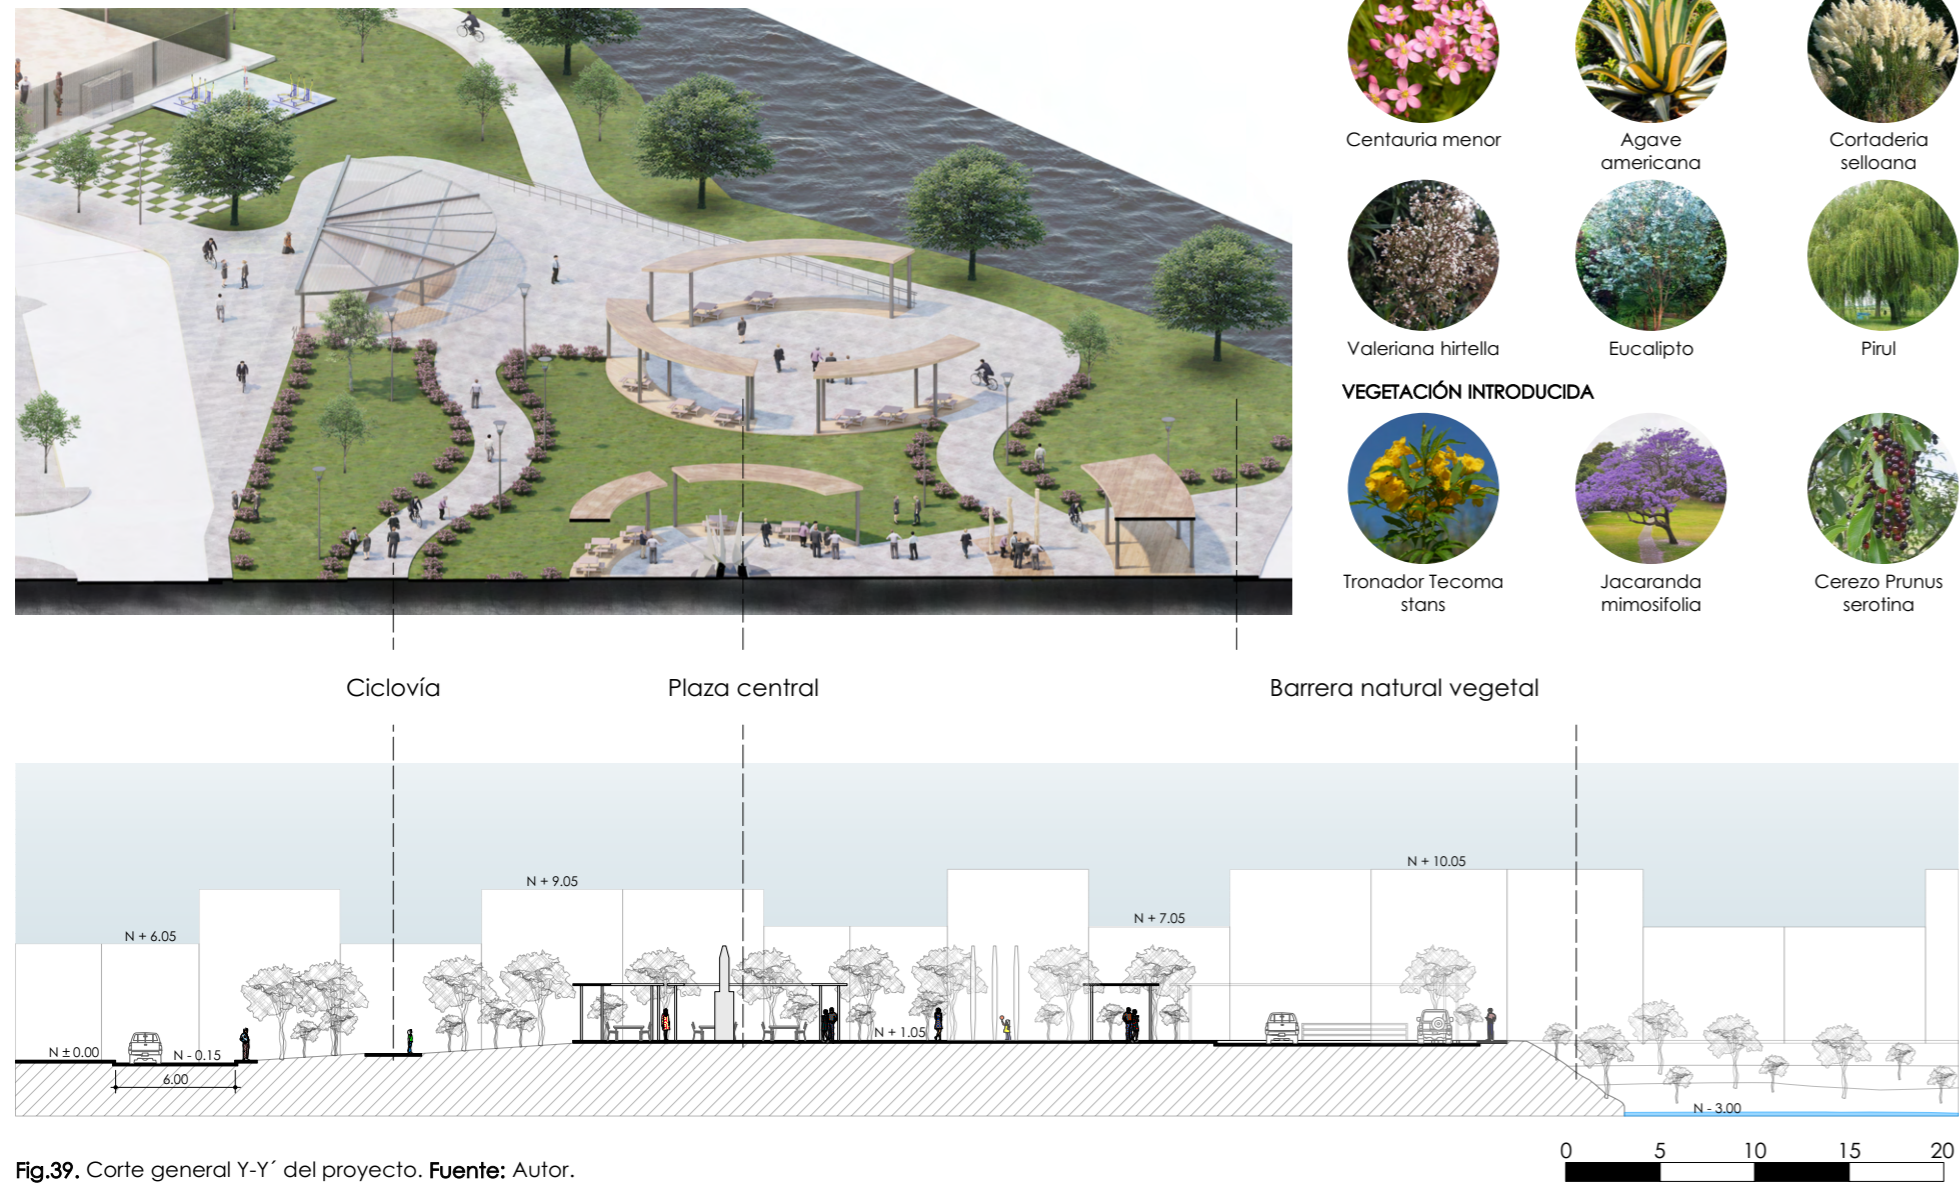 Centauria menor
Agave
americana
Cortaderia
selloana
Valeriana hirtella
Eucalipto
Pirul
VEGETACIÓN INTRODUCIDA
Tronador Tecoma
stans
Jacaranda
mimosifolia
Cerezo Prunus
serotina
Ciclovía
Plaza central
Barrera natural vegetal
N + 6.05
N + 9.05
N + 7.05
N + 10.05
N ± 0.00
N - 0.15
6.00
N + 1.05
N - 3.00
0 5 10 15 20
Fig.39. Corte general Y-Y´ del proyecto. Fuente: Autor.